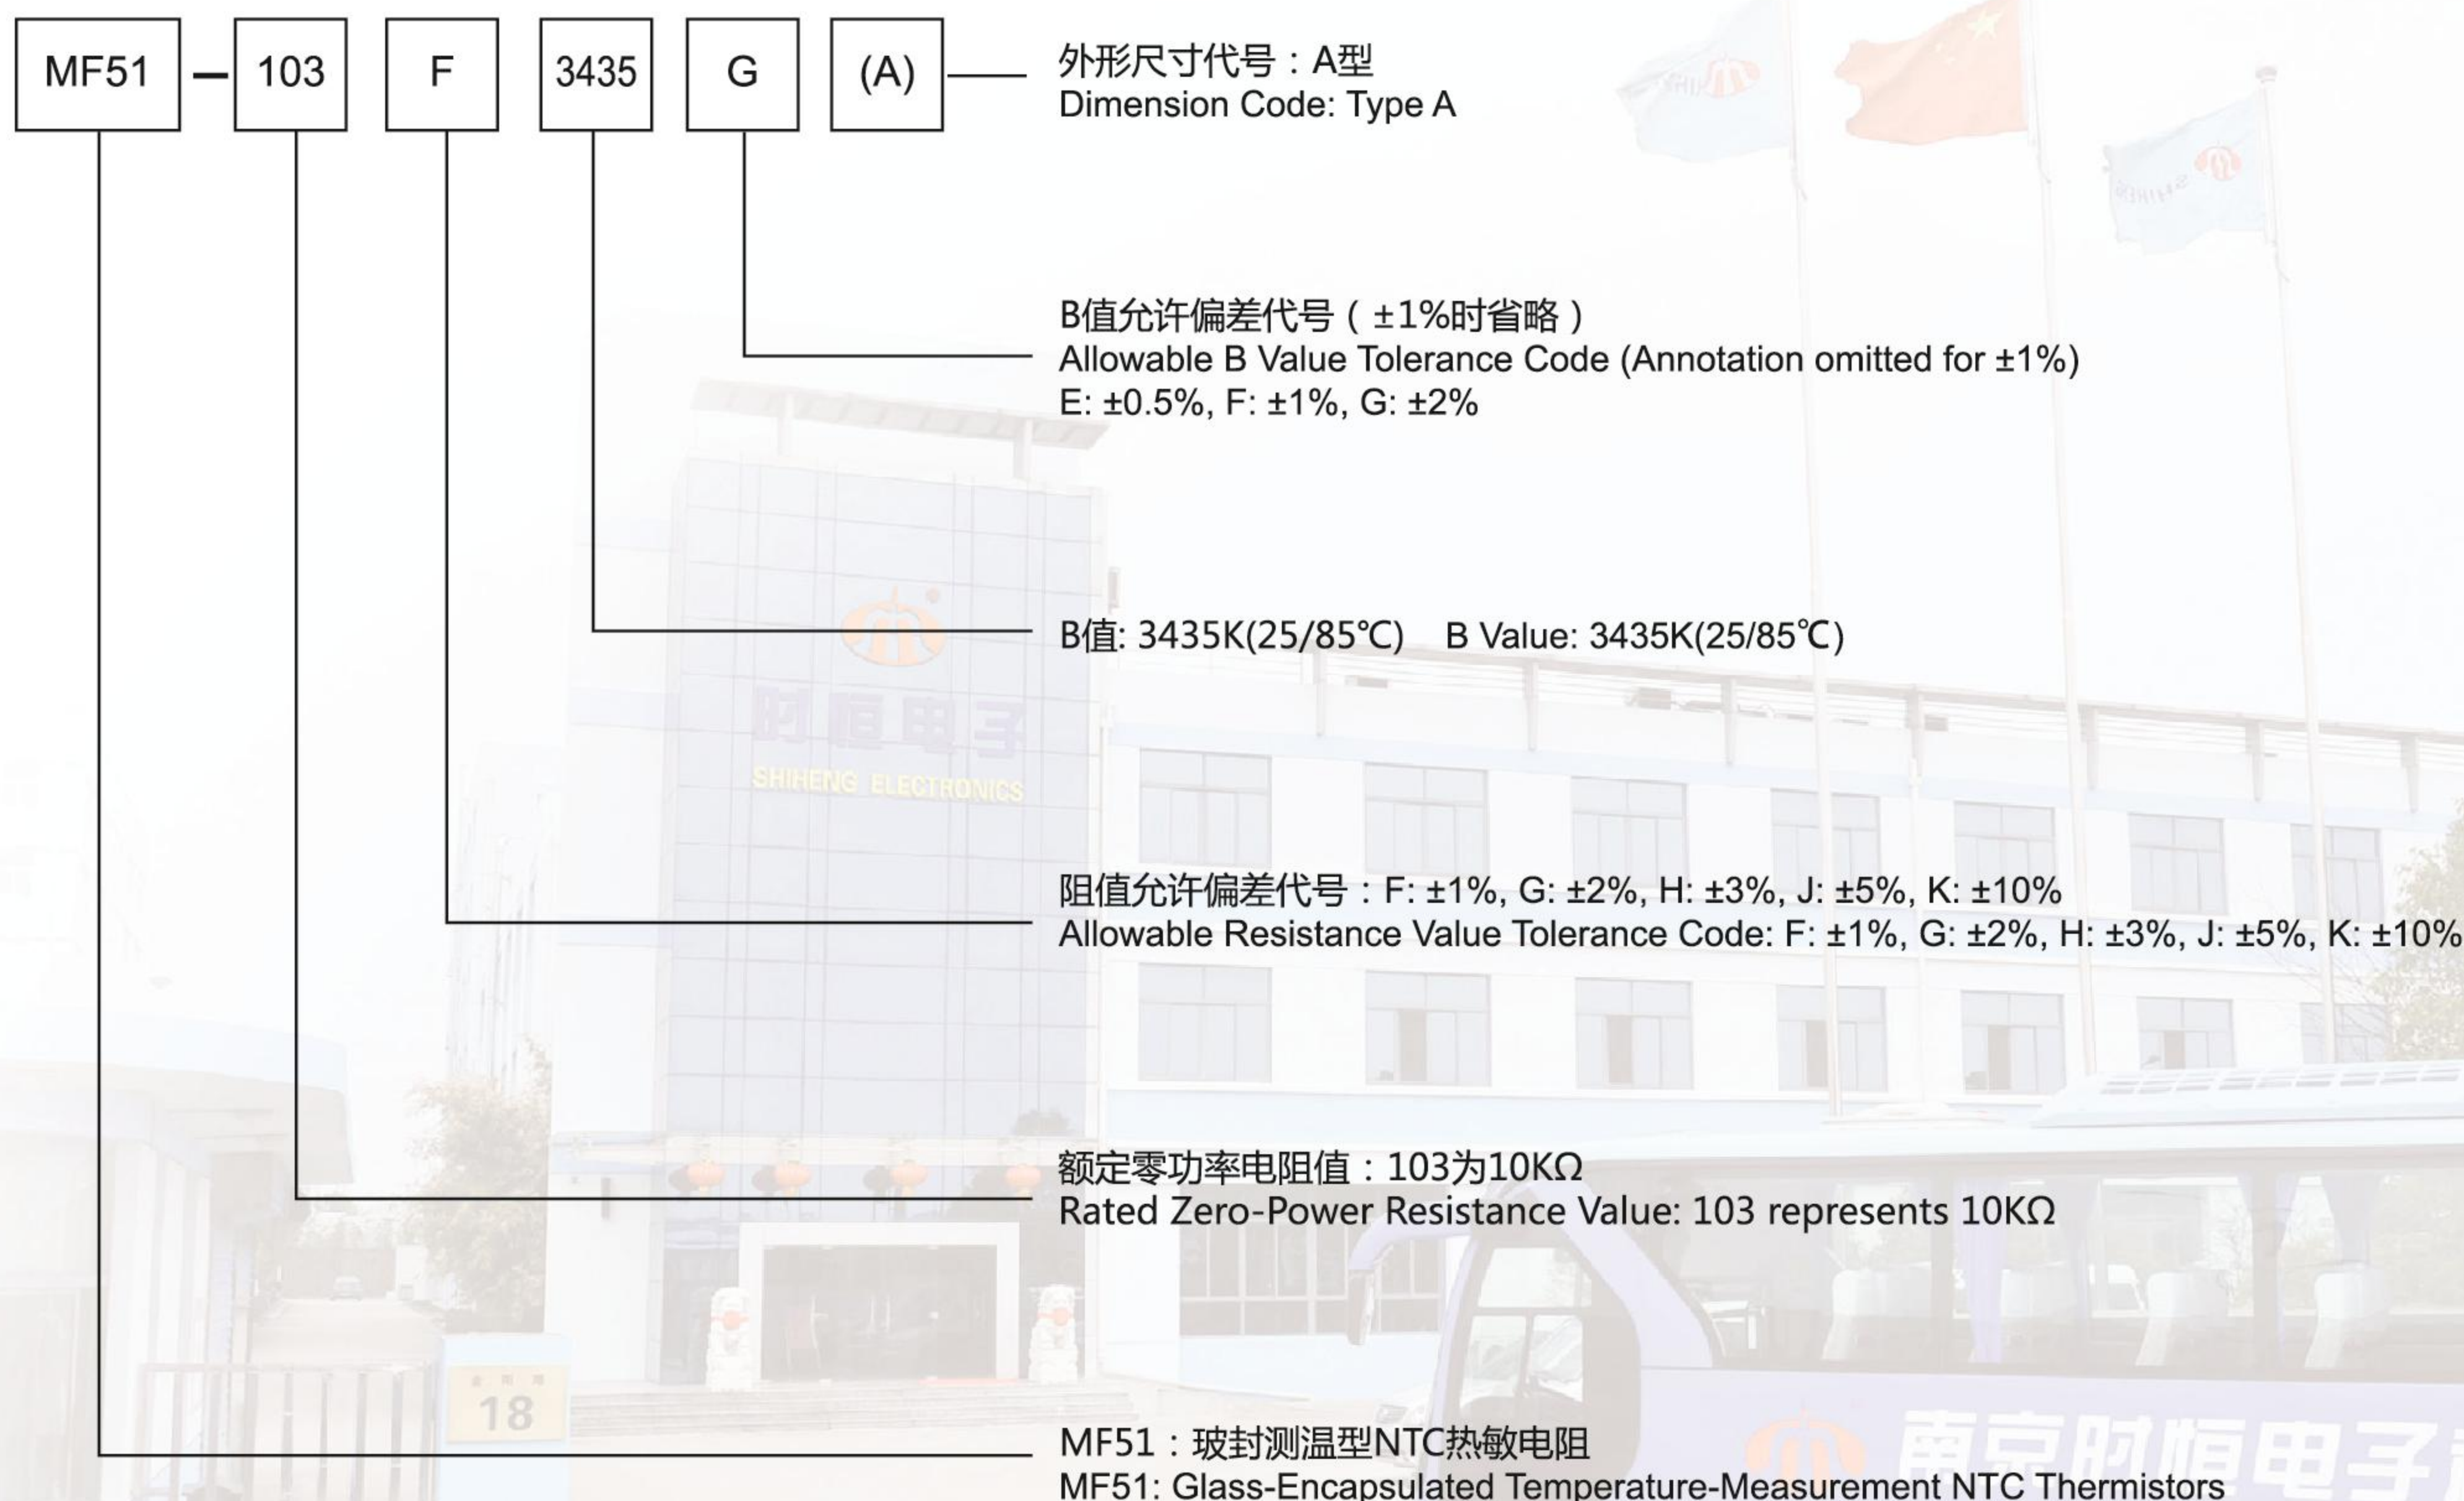 MF51 – 103 F 3435 G (A)
外形尺寸代号：A型
Dimension Code: Type A
B值允许偏差代号（±1%时省略）
Allowable B Value Tolerance Code (Annotation omitted for ±1%)
E: ±0.5%, F: ±1%, G: ±2%
B值: 3435K(25/85℃) B Value: 3435K(25/85℃)
时恒电子
SHIHENG ELECTRONICS
阻值允许偏差代号：F: ±1%, G: ±2%, H: ±3%, J: ±5%, K: ±10%
Allowable Resistance Value Tolerance Code: F: ±1%, G: ±2%, H: ±3%, J: ±5%, K: ±10%
额定零功率电阻值：103为10KΩ
Rated Zero-Power Resistance Value: 103 represents 10KΩ
18
MF51：玻封测温型NTC热敏电阻
MF51: Glass-Encapsulated Temperature-Measurement NTC Thermistors
南京时恒电子